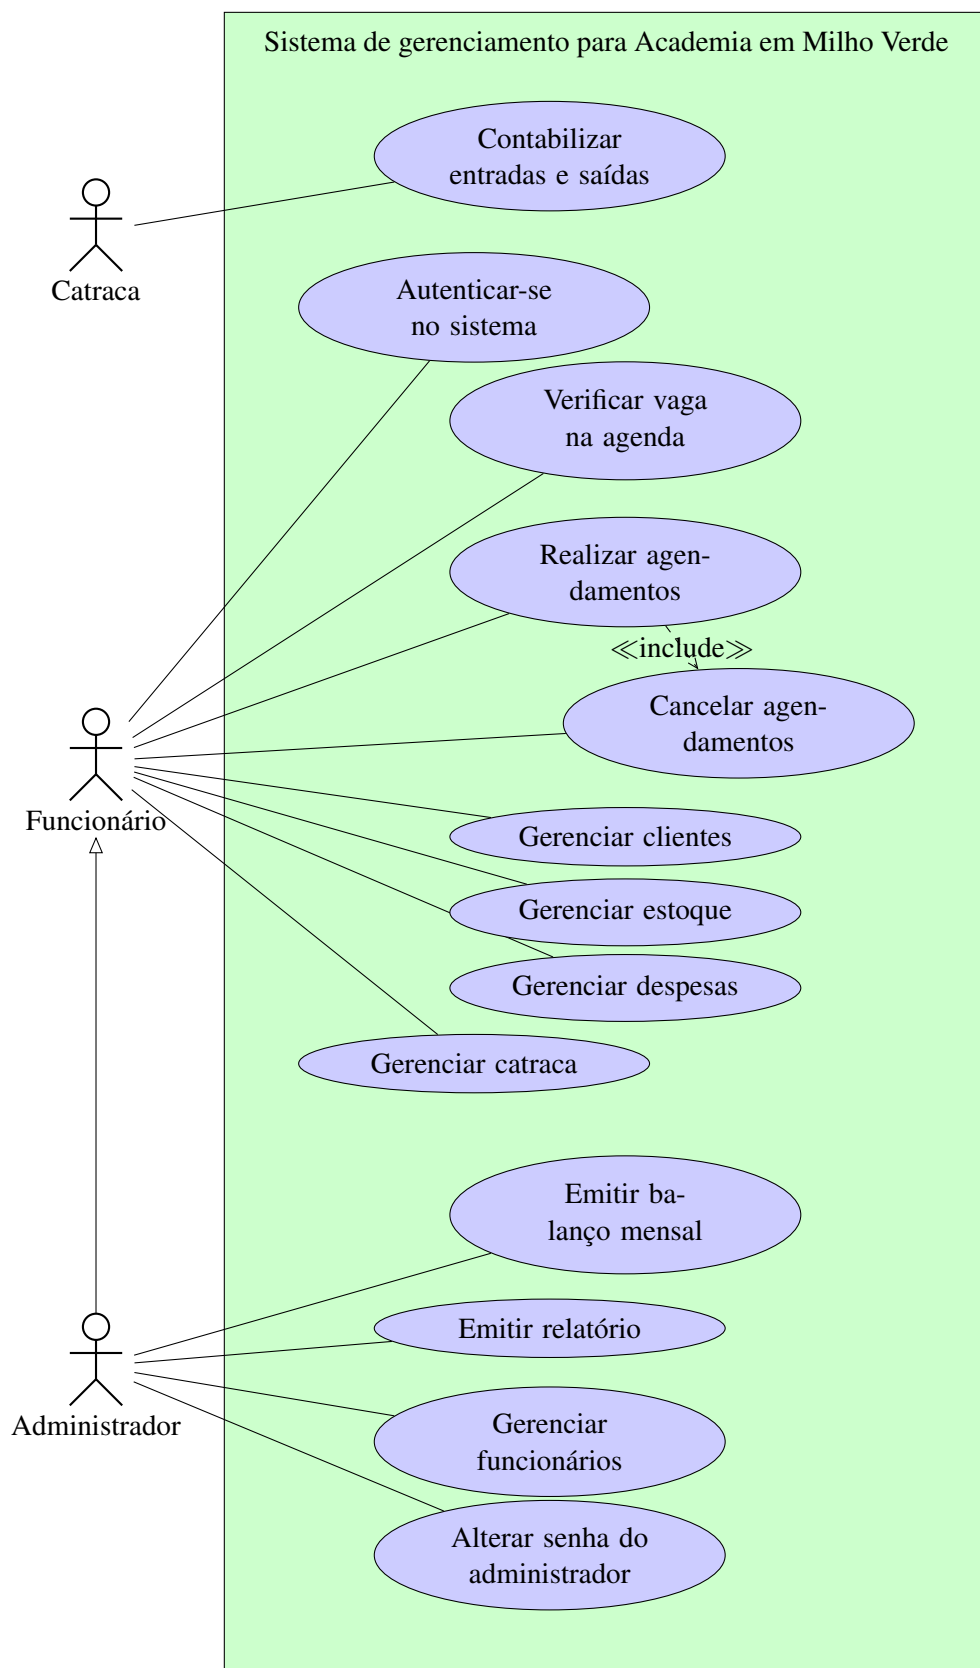 Sistema de gerenciamento para Academia em Milho Verde
Contabilizar
entradas e saídas
Catraca
Autenticar-se
no sistema
Verificar vaga
na agenda
Realizar agen-
damentos
≪include≫
Cancelar agen-
damentos
Funcionário
Gerenciar clientes
Gerenciar estoque
Gerenciar despesas
Gerenciar catraca
Emitir ba-
lanço mensal
Emitir relatório
Administrador
Gerenciar
funcionários
Alterar senha do
administrador